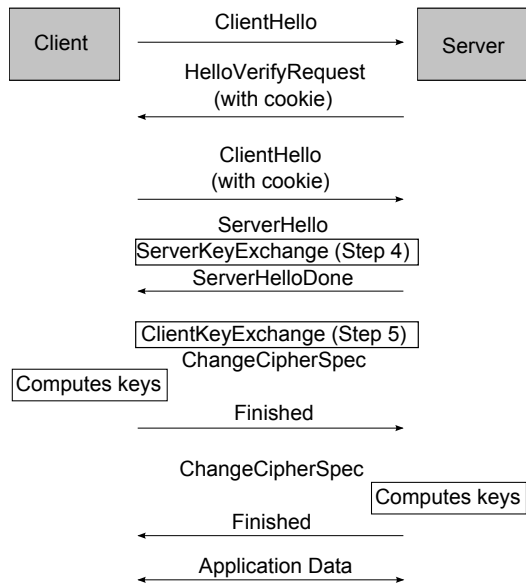 ClientHello
Client
Server
HelloVerifyRequest
(with cookie)
ClientHello
(with cookie)
ServerHello
ServerKeyExchange (Step 4)
ServerHelloDone
ClientKeyExchange (Step 5)
ChangeCipherSpec
Computes keys
Finished
ChangeCipherSpec
Computes keys
Finished
Application Data